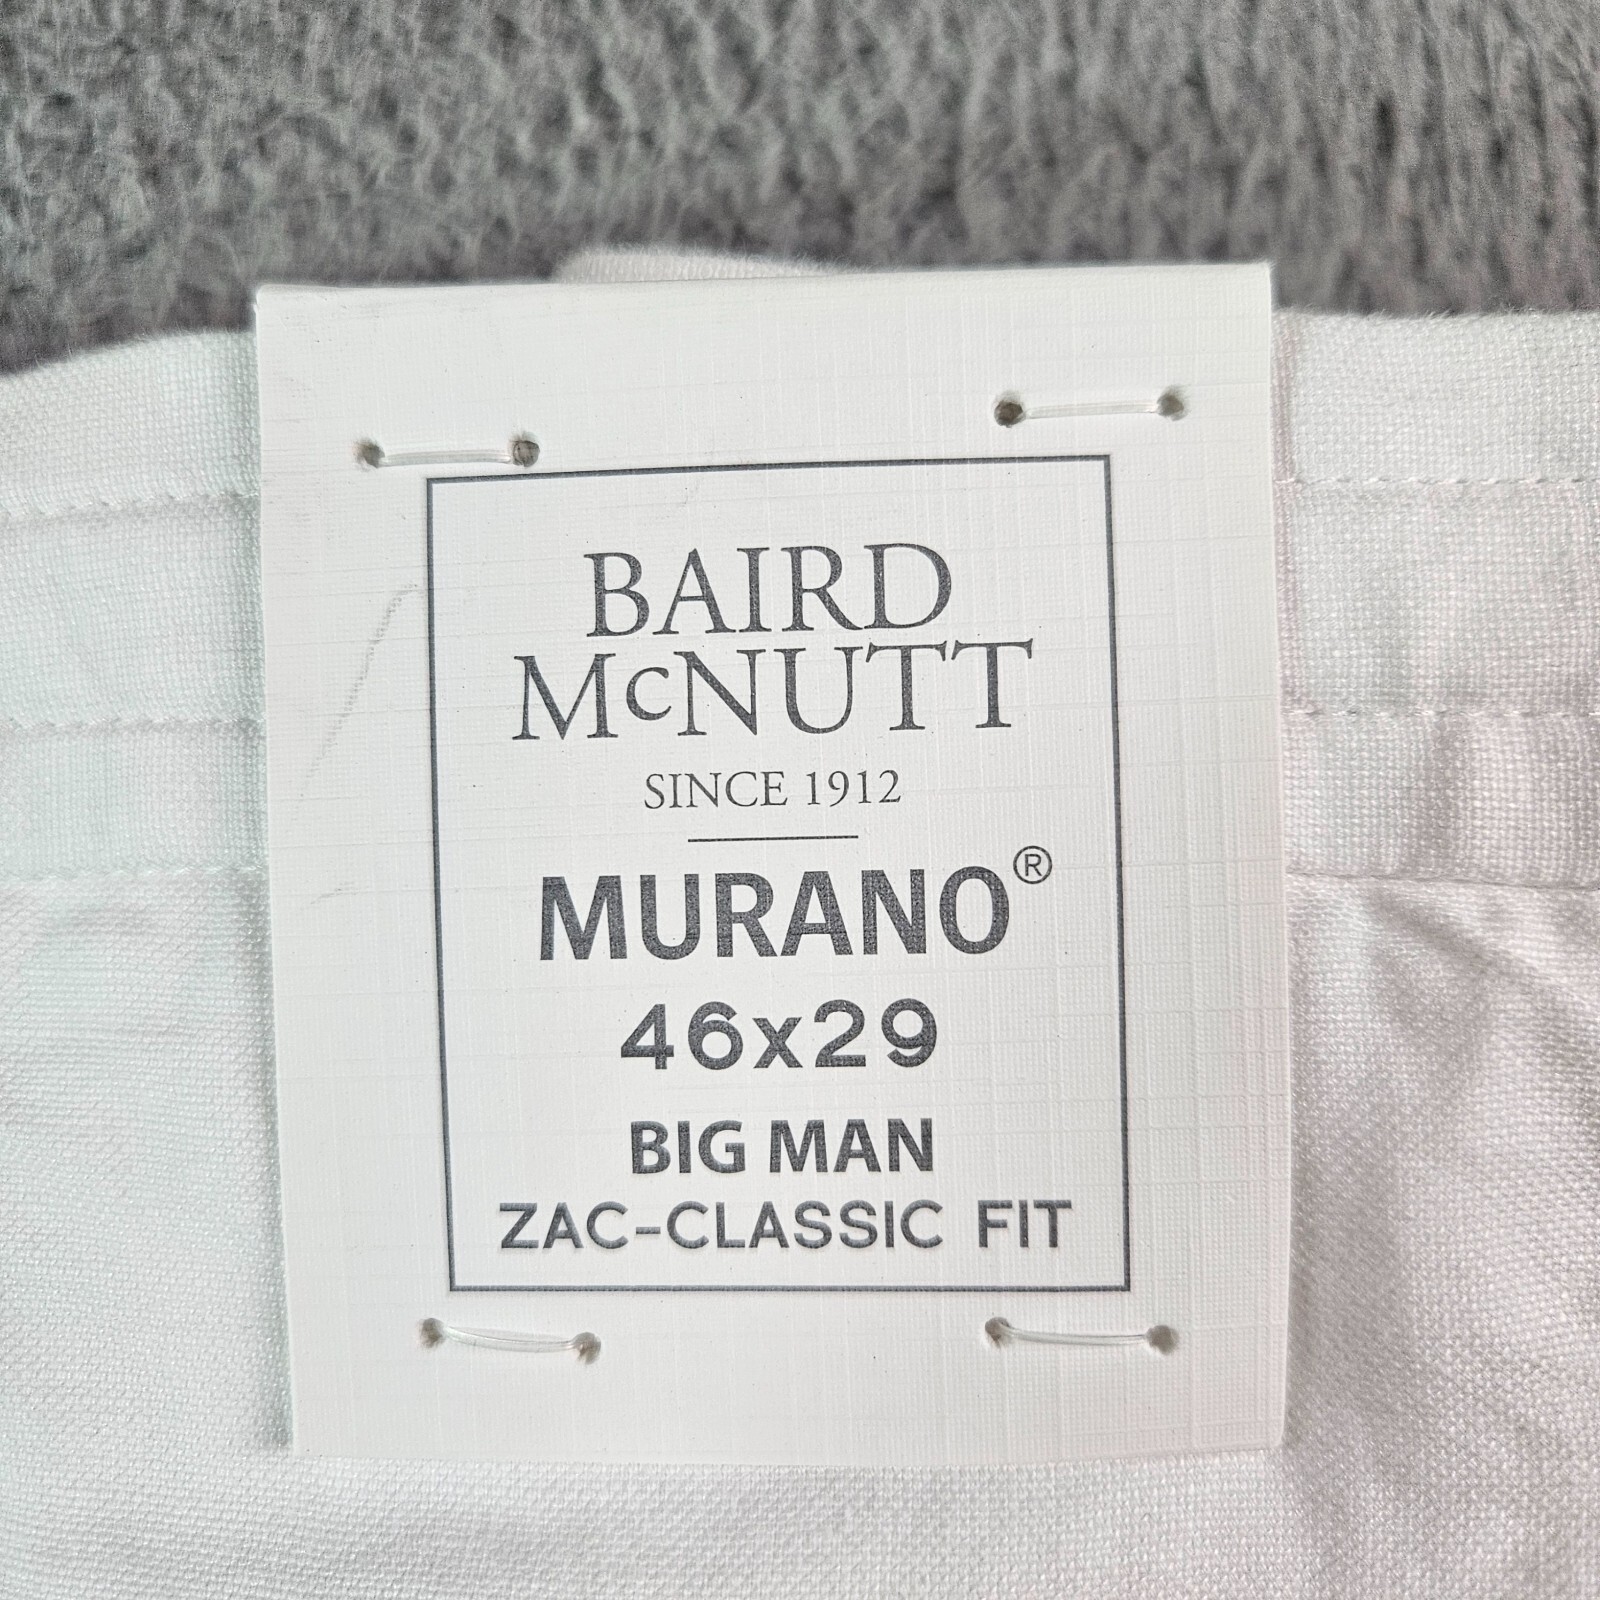 BAIRD
McNUTT
SINCE 1912
MURANO®
46x29
BIG MAN
ZAC-CLASSIC FIT